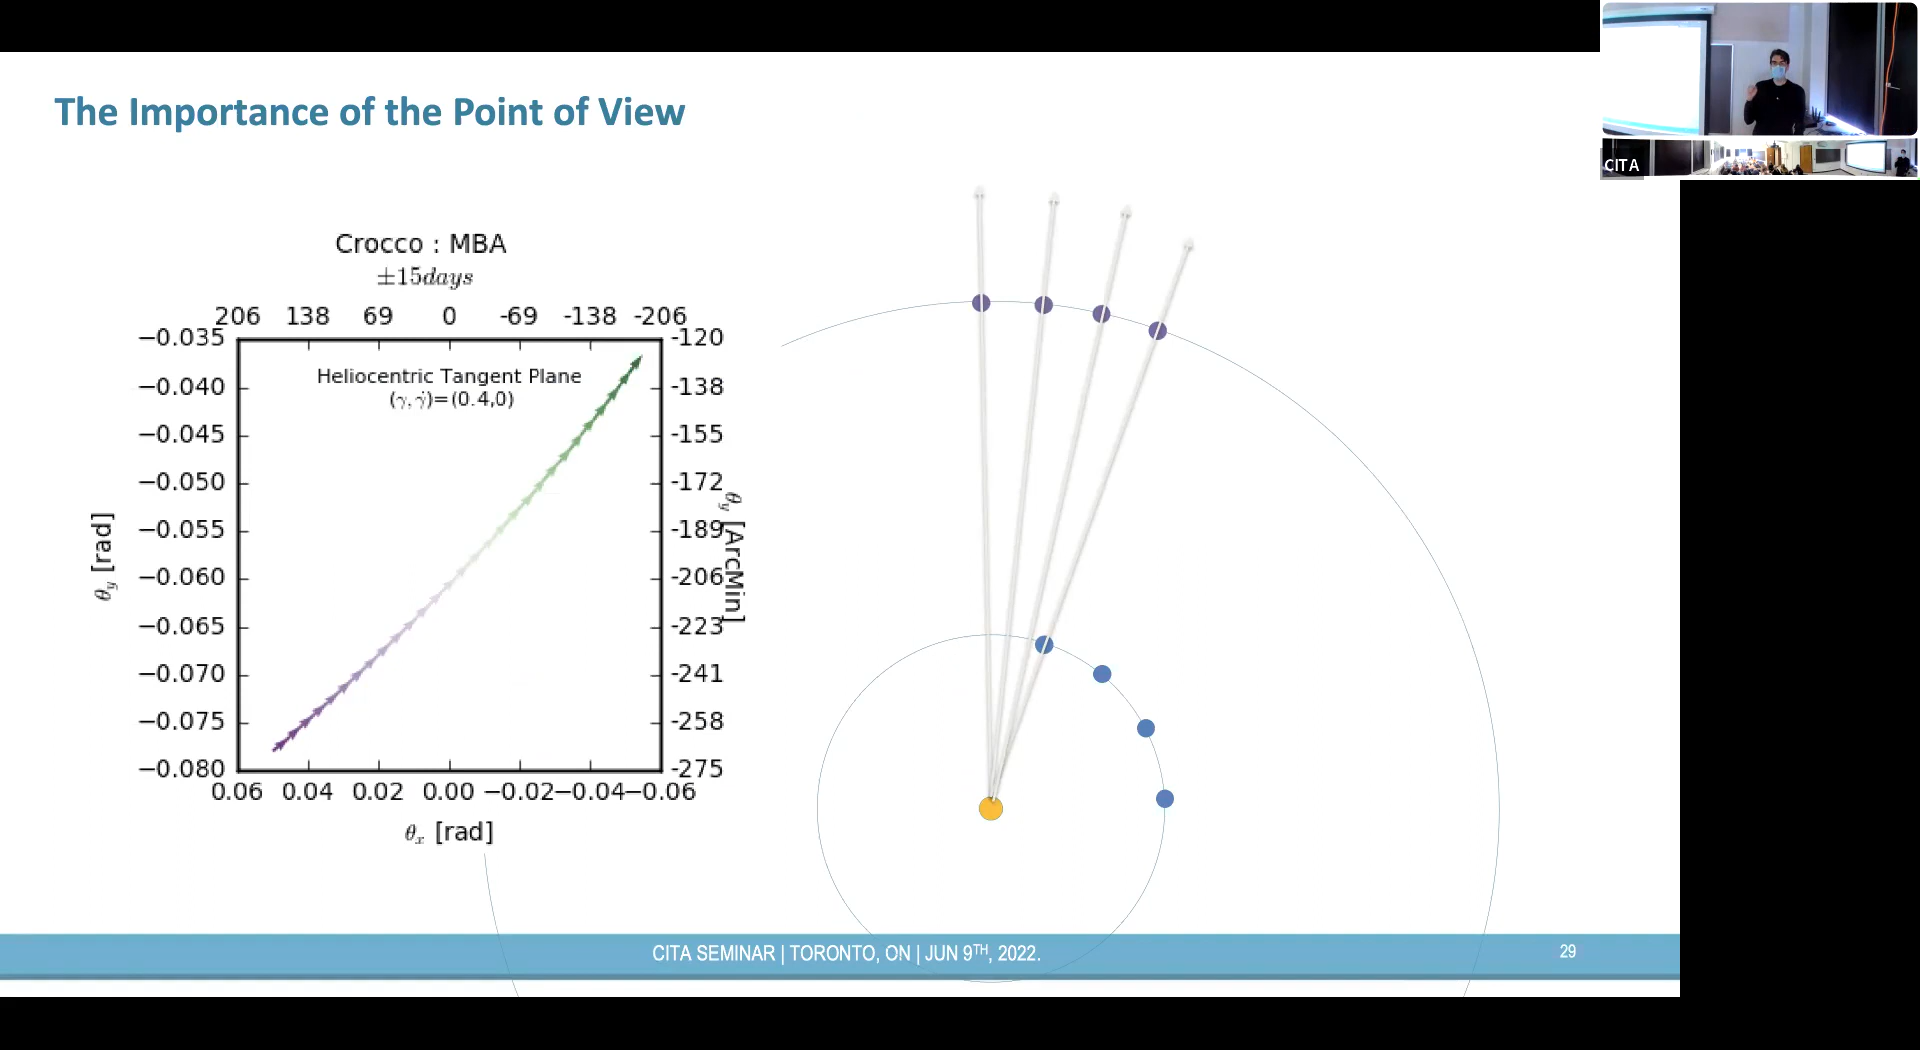 The Importance of the Point of View
CITA
Crocco : MBA
±15days
206 138 69 0 -69 -138 -206
−0.035 -120
Heliocentric Tangent Plane
(γ, γ̇)=(0.4,0)
−0.040 -138
−0.045 -155
−0.050 -172
−0.055 -189
−0.060 -206
−0.065 -223
−0.070 -241
−0.075 -258
−0.080 -275
θy [rad]
θy [ArcMin]
0.06 0.04 0.02 0.00 −0.02 −0.04 −0.06
θx [rad]
CITA SEMINAR | TORONTO, ON | JUN 9TH, 2022.
29